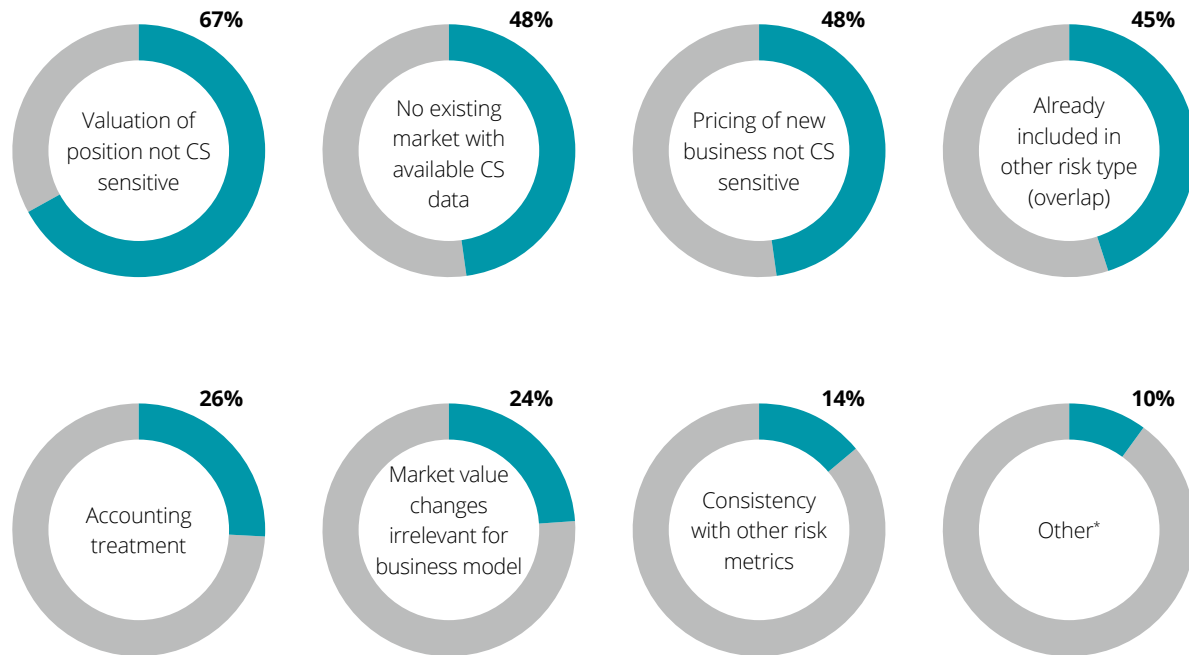 67%
Valuation of
position not CS
sensitive
48%
No existing
market with
available CS
data
48%
Pricing of new
business not CS
sensitive
45%
Already
included in
other risk type
(overlap)
26%
Accounting
treatment
24%
Market value
changes
irrelevant for
business model
14%
Consistency
with other risk
metrics
10%
Other*